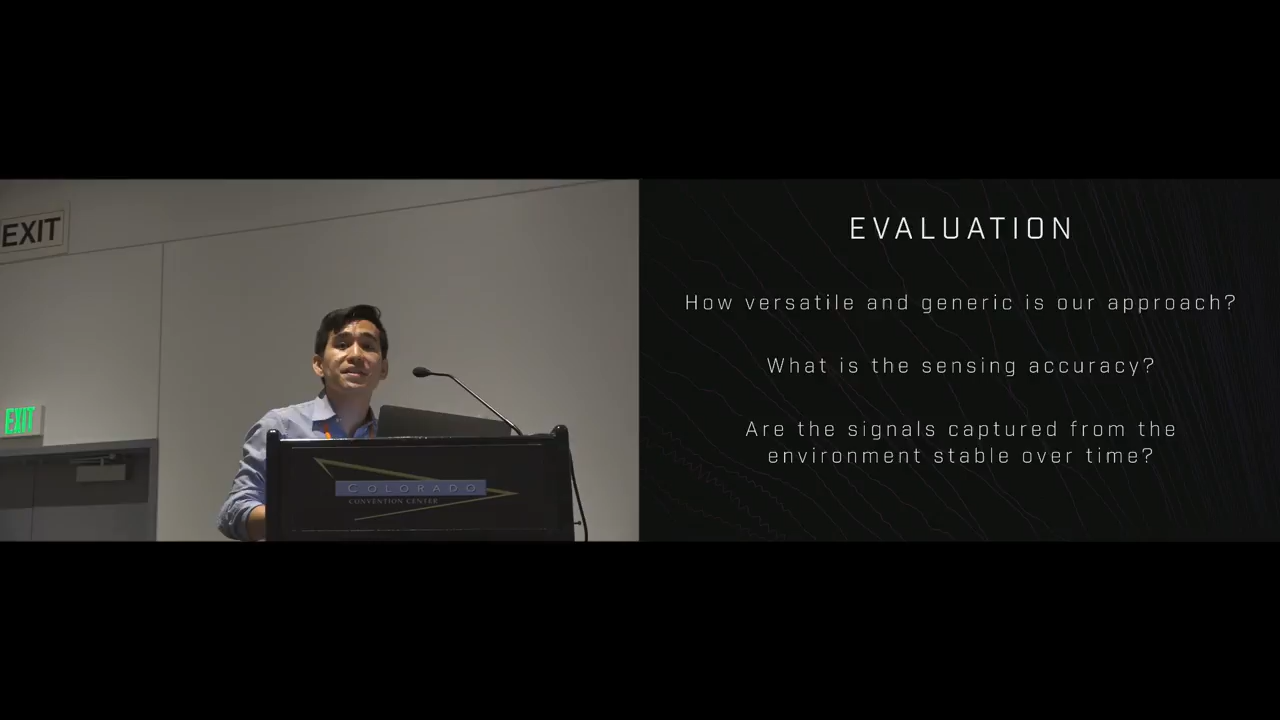 EXIT
EXIT
COLORADO
CONVENTION CENTER
EVALUATION
How versatile and generic is our approach?
What is the sensing accuracy?
Are the signals captured from the
environment stable over time?